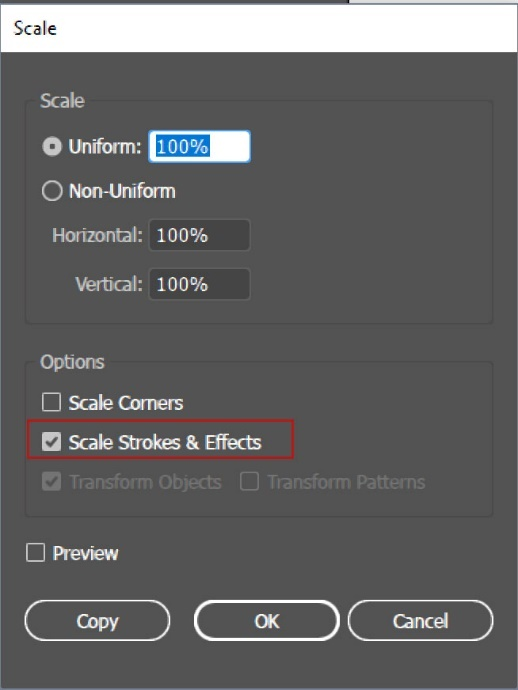 Scale
Scale
Uniform: 100%
Non-Uniform
Horizontal: 100%
Vertical: 100%
Options
Scale Corners
Scale Strokes & Effects
Transform Objects Transform Patterns
Preview
Copy OK Cancel